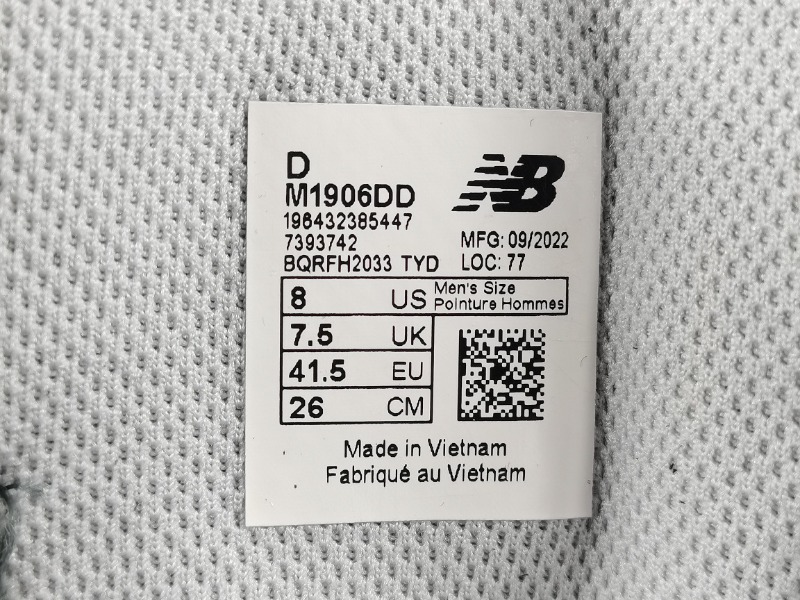 D
M1906DD
196432385447
7393742
BQRFH2033 TYD
NB
MFG: 09/2022
LOC: 77
8 US Men's Size
Pointure Hommes
7.5 UK
41.5 EU
26 CM
Made in Vietnam
Fabriqué au Vietnam